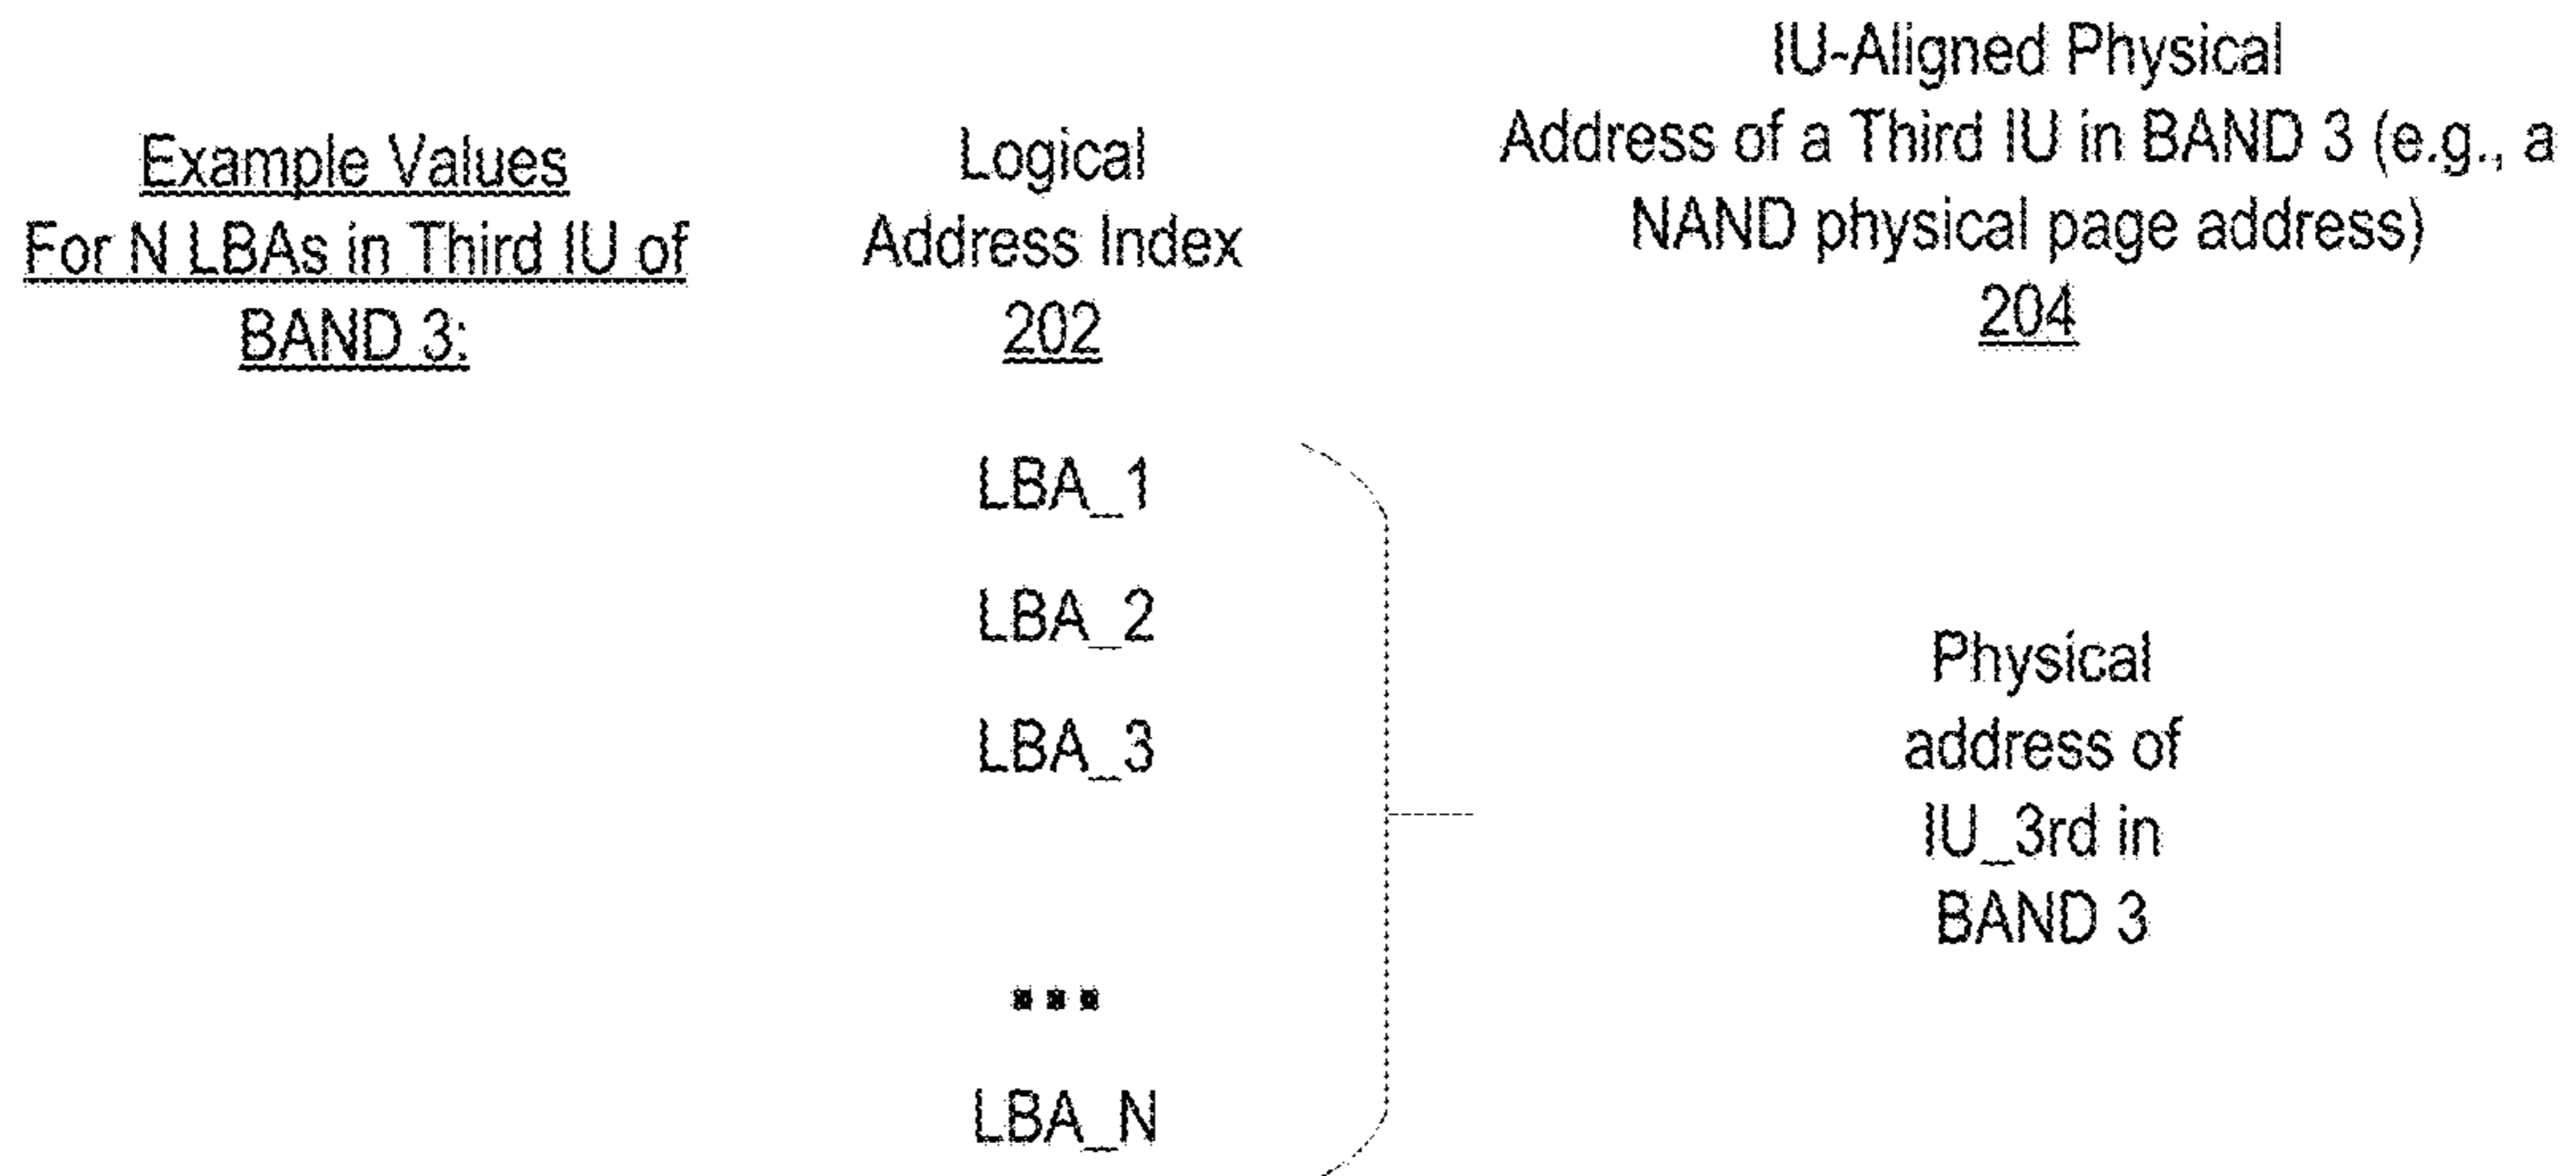 Example Values
For N LBAs in Third IU of
BAND 3:
Logical
Address Index
202
IU-Aligned Physical
Address of a Third IU in BAND 3 (e.g., a
NAND physical page address)
204
LBA_1
LBA_2
LBA_3
...
LBA_N
Physical
address of
IU_3rd in
BAND 3